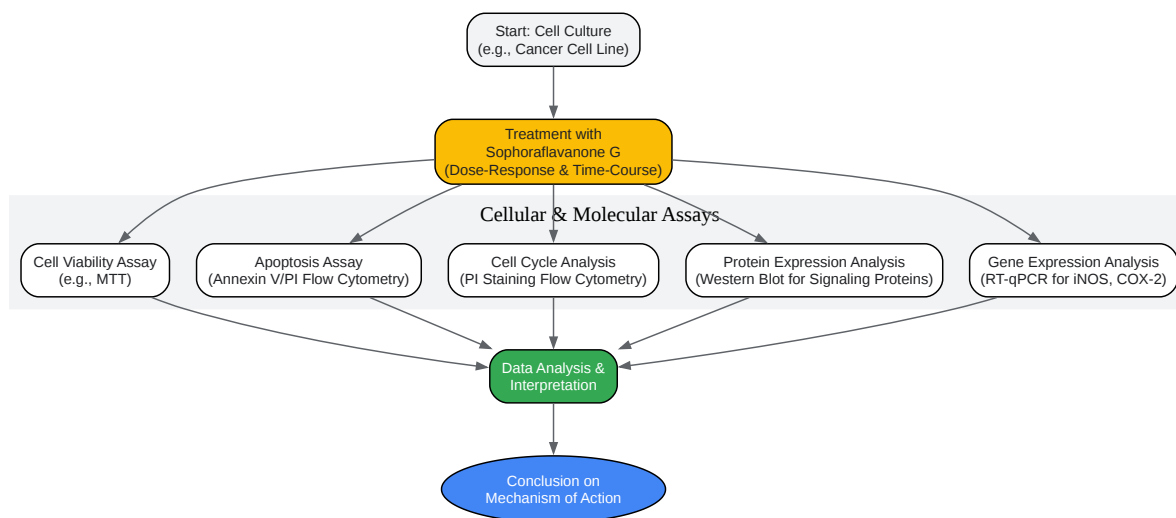 Start: Cell Culture
(e.g., Cancer Cell Line)
Treatment with
Sophoraflavanone G
(Dose-Response & Time-Course)
Cellular & Molecular Assays
Cell Viability Assay
(e.g., MTT)
Apoptosis Assay
(Annexin V/PI Flow Cytometry)
Cell Cycle Analysis
(PI Staining Flow Cytometry)
Protein Expression Analysis
(Western Blot for Signaling Proteins)
Gene Expression Analysis
(RT-qPCR for iNOS, COX-2)
Data Analysis &
Interpretation
Conclusion on
Mechanism of Action